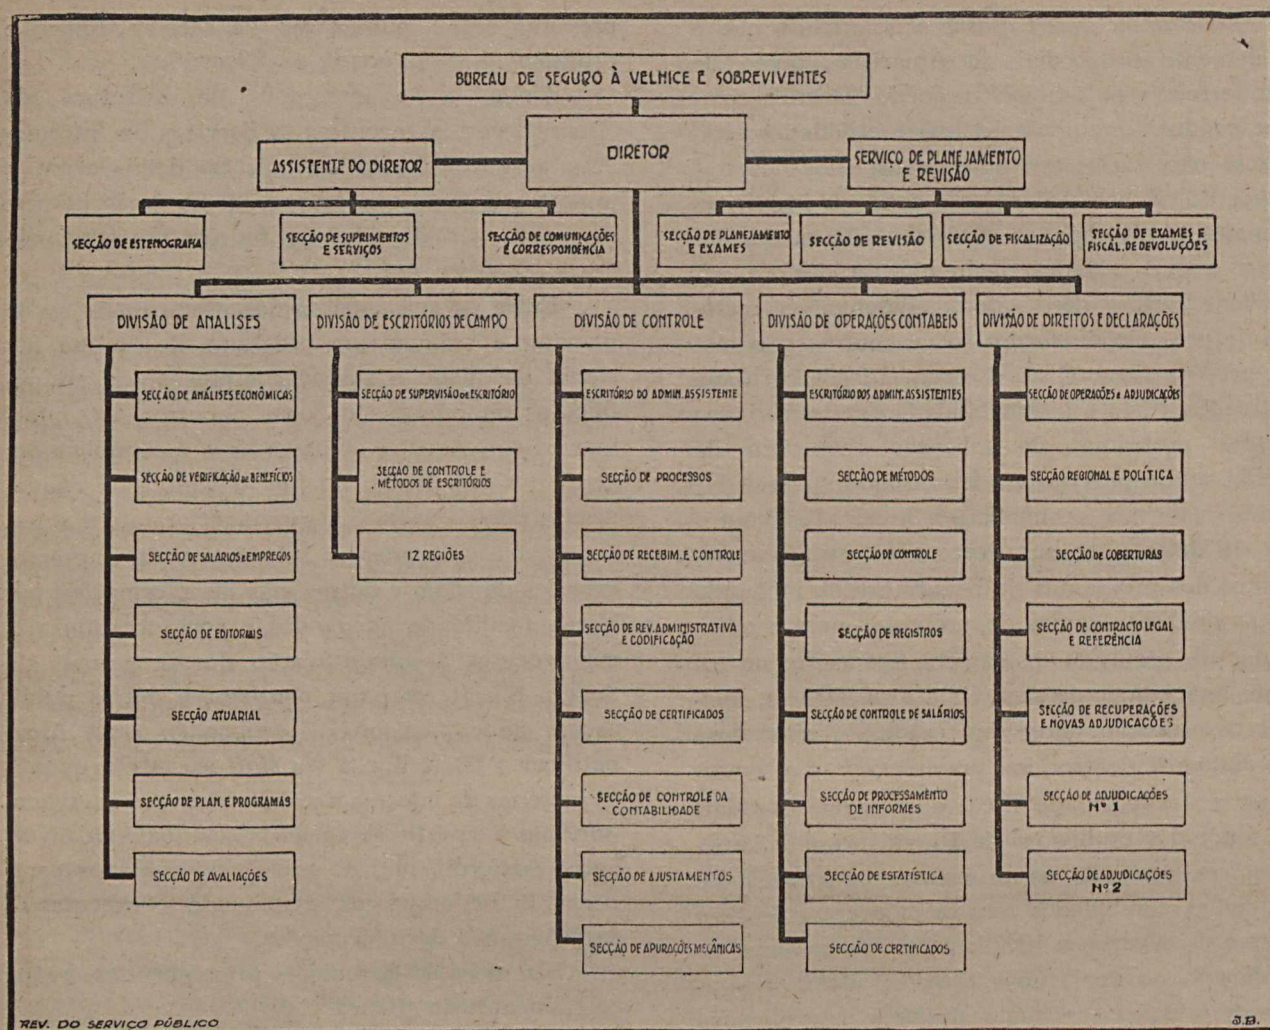 BUREAU DE SEGURO À VELHICE E SOBREVIVENTES
DIRETOR
ASSISTENTE DO DIRETOR
SERVIÇO DE PLANEJAMENTO
E REVISÃO
SECÇÃO DE ESTENOGRAFIA
SECÇÃO DE SUPRIMENTOS
E SERVIÇOS
SECÇÃO DE COMUNICAÇÕES
E CORRESPONDÊNCIA
SECÇÃO DE PLANEJAMENTO
E EXAMES
SECÇÃO DE REVISÃO
SECÇÃO DE FISCALIZAÇÃO
SECÇÃO DE EXAMES E
FISCAL. DE DEVOLUÇÕES
DIVISÃO DE ANALISES
DIVISÃO DE ESCRITÓRIOS DE CAMPO
DIVISÃO DE CONTROLE
DIVISÃO DE OPERAÇÕES CONTABEIS
DIVISÃO DE DIREITOS E DECLARAÇÕES
SECÇÃO DE ANÁLISES ECONÔMICAS
SECÇÃO DE VERIFICAÇÃO DE BENEFÍCIOS
SECÇÃO DE SALARIOS E EMPREGOS
SECÇÃO DE EDITORIAIS
SECÇÃO ATUARIAL
SECÇÃO DE PLAN. E PROGRAMAS
SECÇÃO DE AVALIAÇÕES
SECÇÃO DE SUPERVISÃO DE ESCRITÓRIO
SECÇÃO DE CONTROLE E
MÉTODOS DE ESCRITÓRIOS
12 REGIÕES
ESCRITÓRIO DO ADMIN. ASSISTENTE
SECÇÃO DE PROCESSOS
SECÇÃO DE RECEBIM. E CONTROLE
SECÇÃO DE REV. ADMINISTRATIVA
E CODIFICAÇÃO
SECÇÃO DE CERTIFICADOS
SECÇÃO DE CONTROLE DA
CONTABILIDADE
SECÇÃO DE AJUSTAMENTOS
SECÇÃO DE APURAÇÕES MECÂNICAS
ESCRITÓRIO DOS ADMIN. ASSISTENTES
SECÇÃO DE MÉTODOS
SECÇÃO DE CONTROLE
SECÇÃO DE REGISTROS
SECÇÃO DE CONTROLE DE SALÁRIOS
SECÇÃO DE PROCESSAMENTO
DE INFORMES
SECÇÃO DE ESTATÍSTICA
SECÇÃO DE CERTIFICADOS
SECÇÃO DE OPERAÇÕES E ADJUDICAÇÕES
SECÇÃO REGIONAL E POLÍTICA
SECÇÃO DE COBERTURAS
SECÇÃO DE CONTRACTO LEGAL
E REFERÊNCIA
SECÇÃO DE RECUPERAÇÕES
E NOVAS ADJUDICAÇÕES
SECÇÃO DE ADJUDICAÇÕES
Nº 1
SECÇÃO DE ADJUDICAÇÕES
Nº 2
REV. DO SERVIÇO PÚBLICO
J.B.